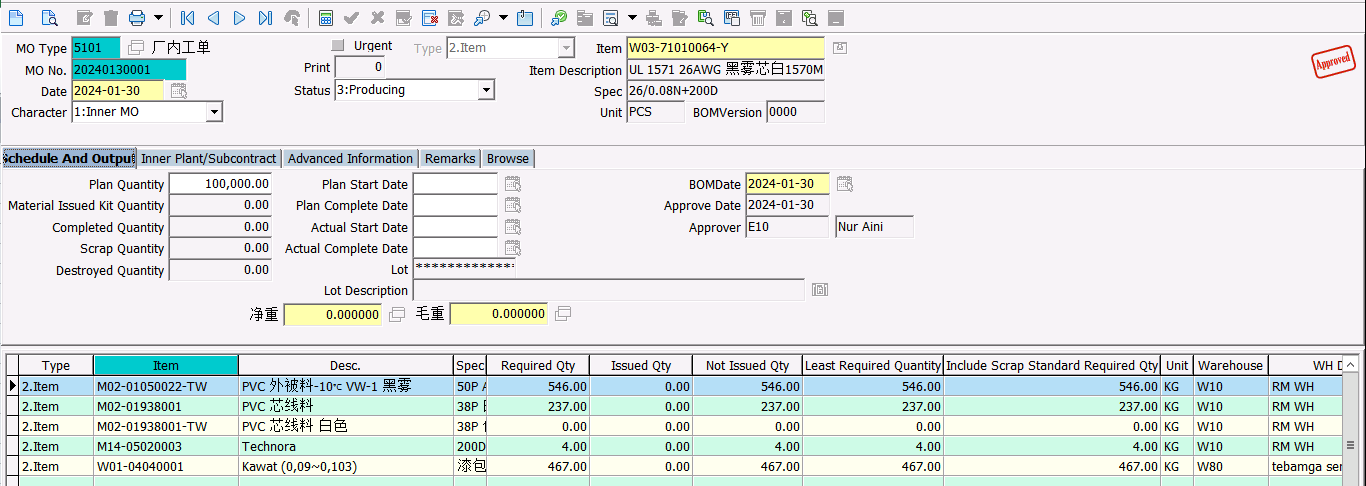 MO Type 5101 厂内工单 Urgent Type 2.Item Item W03-71010064-Y
MO No. 20240130001 Print 0 Item Description UL 1571 26AWG 黑雾芯白1570M
Approved
Date 2024-01-30 Status 3:Producing Spec 26/0.08N+200D
Character 1:Inner MO Unit PCS BOMVersion 0000
Schedule And Output Inner Plant/Subcontract Advanced Information Remarks Browse
Plan Quantity 100,000.00 Plan Start Date BOMDate 2024-01-30
Material Issued Kit Quantity 0.00 Plan Complete Date Approve Date 2024-01-30
Completed Quantity 0.00 Actual Start Date Approver E10 Nur Aini
Scrap Quantity 0.00 Actual Complete Date
Destroyed Quantity 0.00 Lot *************
Lot Description
净重 0.000000 毛重 0.000000
Type Item Desc. Spec Required Qty Issued Qty Not Issued Qty Least Required Quantity Include Scrap Standard Required Qty Unit Warehouse WH D
2.Item M02-01050022-TW PVC 外被料-10℃ VW-1 黑雾 50P 546.00 0.00 546.00 546.00 546.00 KG W10 RM WH
2.Item M02-01938001 PVC 芯线料 38P 237.00 0.00 237.00 237.00 237.00 KG W10 RM WH
2.Item M02-01938001-TW PVC 芯线料 白色 38P 0.00 0.00 0.00 0.00 0.00 KG W10 RM WH
2.Item M14-05020003 Technora 200D 4.00 0.00 4.00 4.00 4.00 KG W10 RM WH
2.Item W01-04040001 Kawat (0,09~0,103) 漆包 467.00 0.00 467.00 467.00 467.00 KG W80 tebamga ser